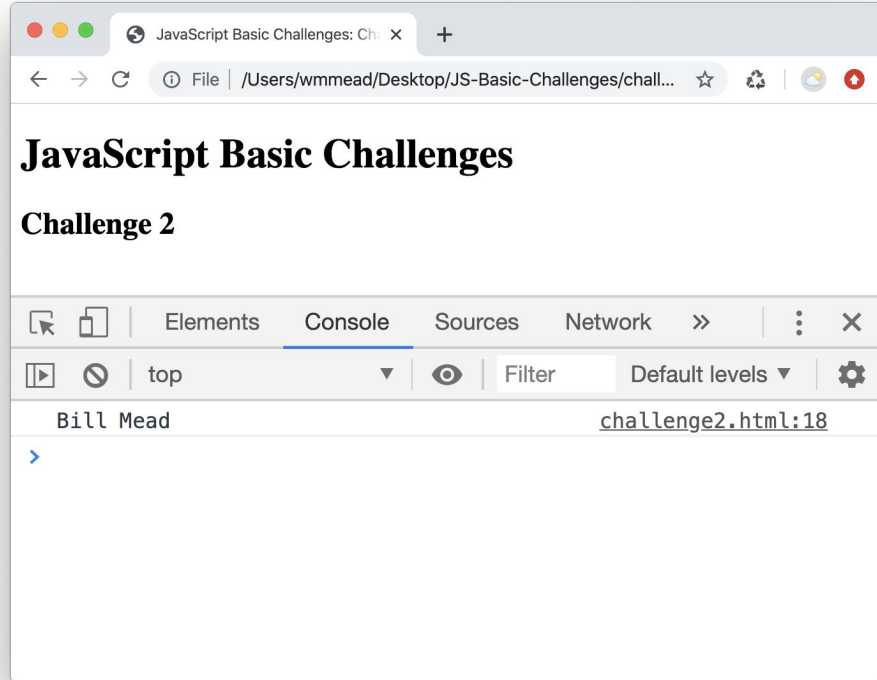 JavaScript Basic Challenges: Ch
File /Users/wmmead/Desktop/JS-Basic-Challenges/chall...
JavaScript Basic Challenges
Challenge 2
Elements Console Sources Network
top Filter Default levels
Bill Mead challenge2.html:18